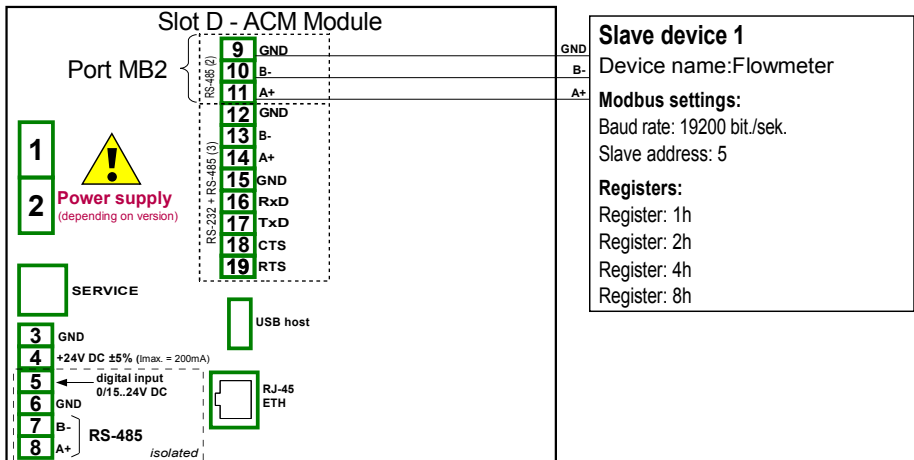 Slot D - ACM Module
Port MB2
RS-485 (2)
9 GND
10 B-
11 A+
GND
B-
A+
RS-232 + RS-485 (3)
12 GND
13 B-
14 A+
15 GND
16 RxD
17 TxD
18 CTS
19 RTS
1
2
!
Power supply
(depending on version)
SERVICE
USB host
3 GND
4 +24V DC ±5% (Imax. = 200mA)
5 digital input
0/15..24V DC
6 GND
7 B-
8 A+
RS-485
isolated
RJ-45
ETH
Slave device 1
Device name:Flowmeter
Modbus settings:
Baud rate: 19200 bit./sek.
Slave address: 5
Registers:
Register: 1h
Register: 2h
Register: 4h
Register: 8h